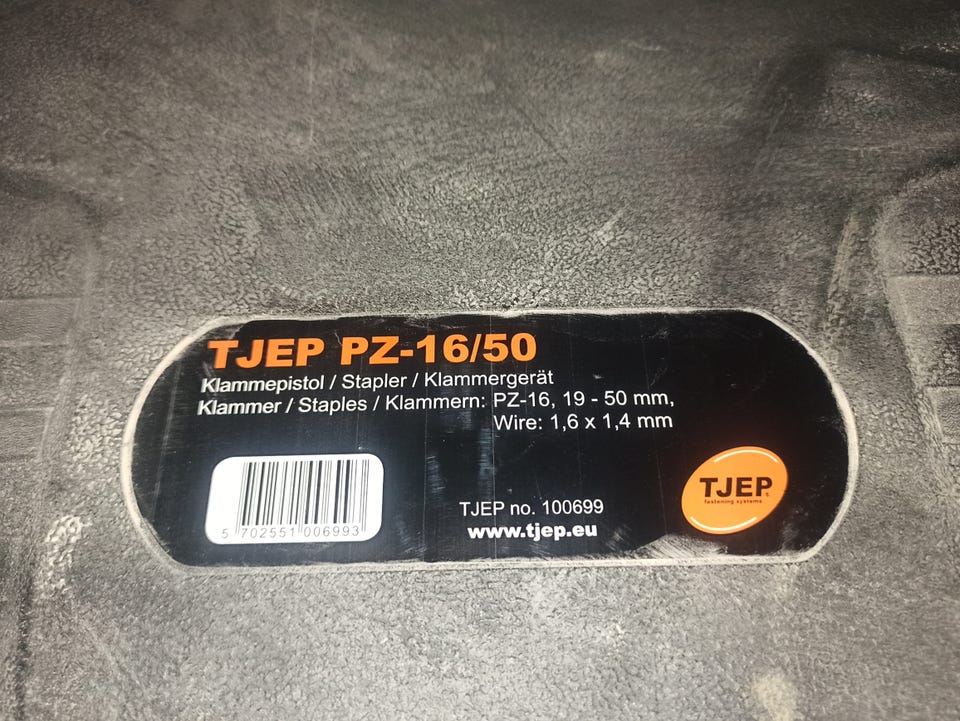 TJEP PZ-16/50
Klammepistol / Stapler / Klammergerät
Klammer / Staples / Klammern: PZ-16, 19 - 50 mm,
Wire: 1,6 x 1,4 mm
5 702551 006993
TJEP no. 100699
www.tjep.eu
TJEP
fastening systems